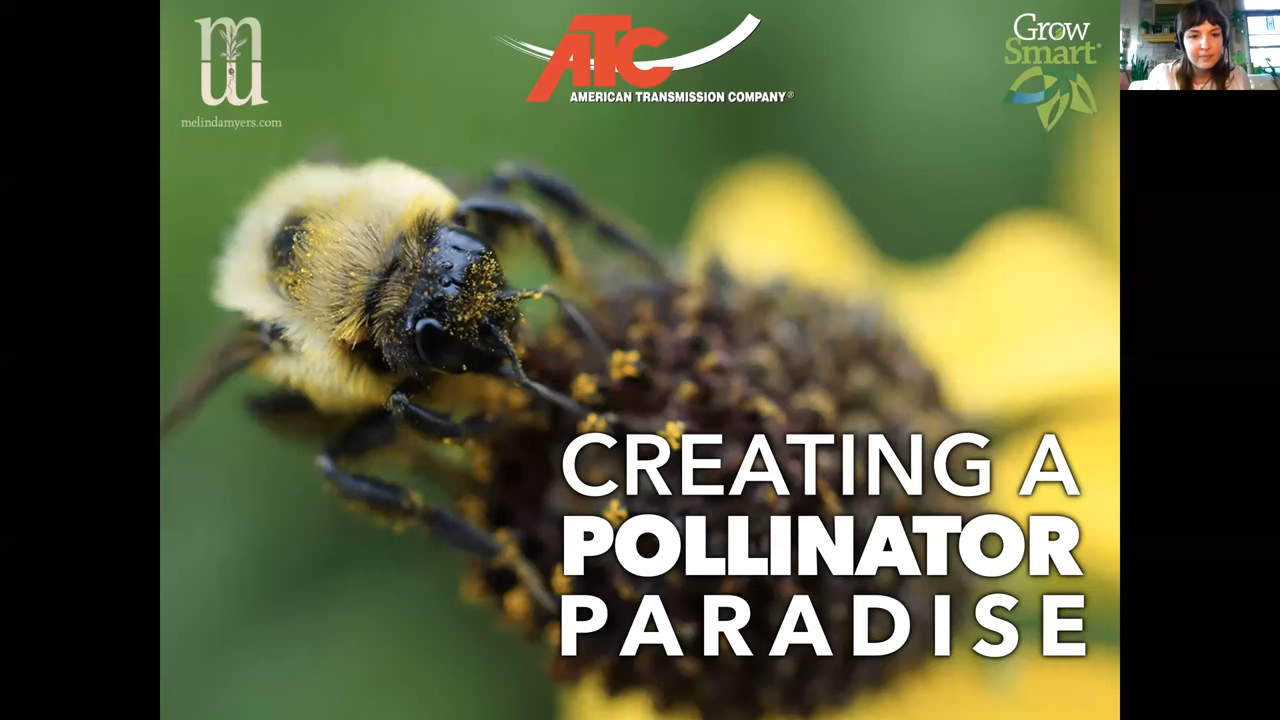 melindamyers.com
ATC
AMERICAN TRANSMISSION COMPANY®
Grow
Smart®
CREATING A
POLLINATOR
PARADISE